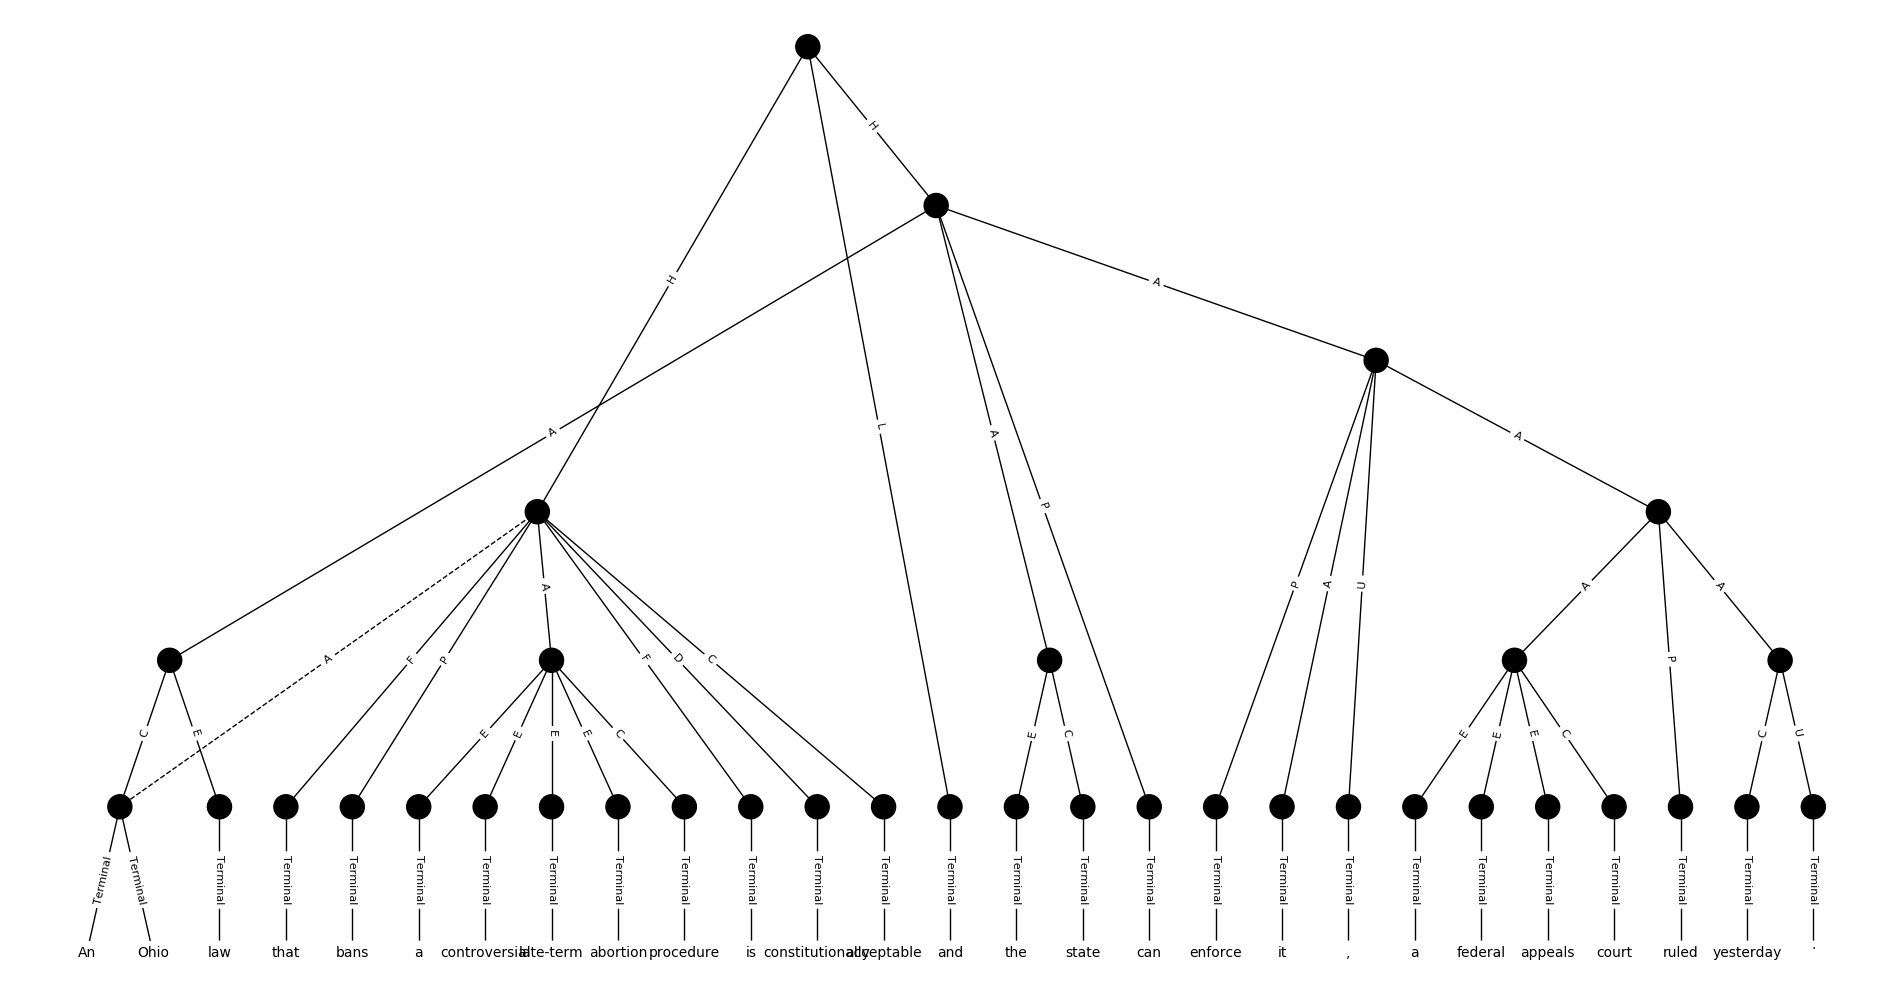 H
H
A
A
L
A
P
A
A
F
P
A
F
D
C
P
A
U
A
P
A
C
E
E
E
E
E
C
E
C
E
E
E
C
C
U
Terminal Terminal Terminal Terminal Terminal Terminal Terminal Terminal Terminal Terminal Terminal Terminal Terminal Terminal Terminal Terminal Terminal Terminal Terminal Terminal Terminal Terminal Terminal Terminal Terminal Terminal Terminal
An Ohio law that bans a controversial late-term abortion procedure is constitutionally acceptable and the state can enforce it , a federal appeals court ruled yesterday .